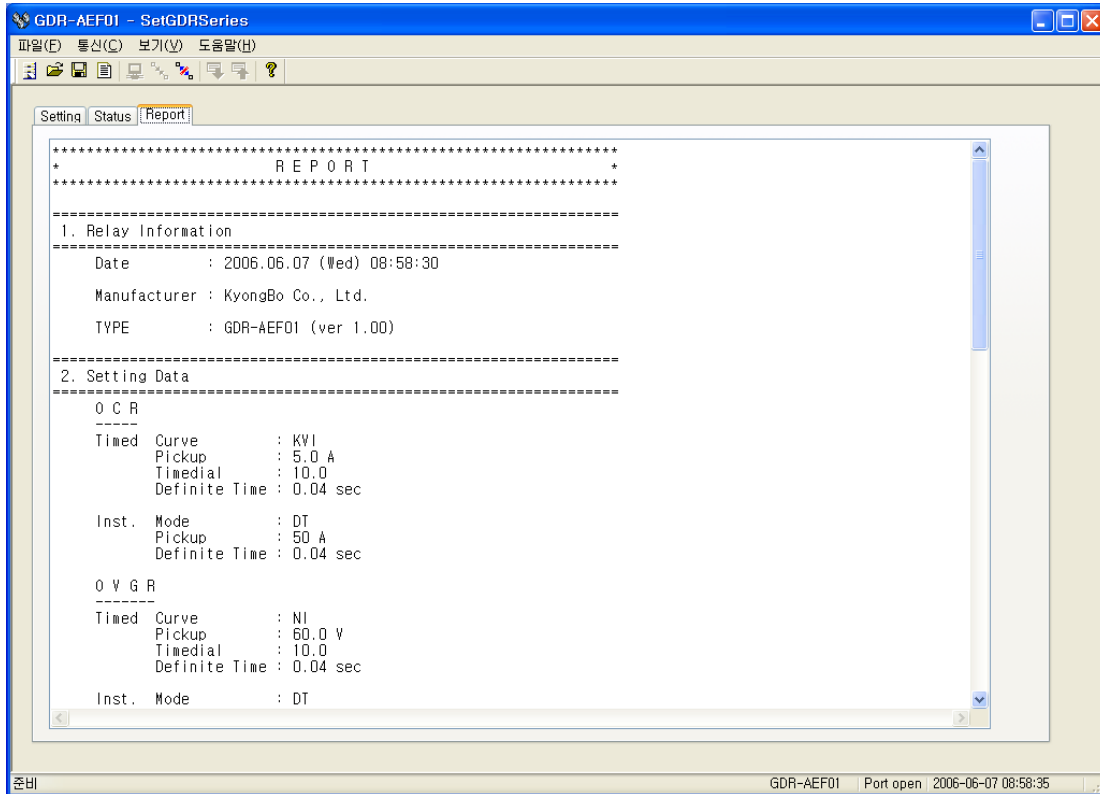 GDR-AEF01 - SetGDRSeries
파일(F) 통신(C) 보기(V) 도움말(H)
Setting Status Report
*******************************************************************
* R E P O R T *
*******************************************************************
===================================================================
1. Relay Information
===================================================================
Date : 2006.06.07 (Wed) 08:58:30
Manufacturer : KyongBo Co., Ltd.
TYPE : GDR-AEF01 (ver 1.00)
===================================================================
2. Setting Data
===================================================================
O C R
-----
Timed Curve : KVI
Pickup : 5.0 A
Timedial : 10.0
Definite Time : 0.04 sec
Inst. Mode : DT
Pickup : 50 A
Definite Time : 0.04 sec
O V G R
-------
Timed Curve : NI
Pickup : 60.0 V
Timedial : 10.0
Definite Time : 0.04 sec
Inst. Mode : DT
준비 GDR-AEF01 Port open 2006-06-07 08:58:35